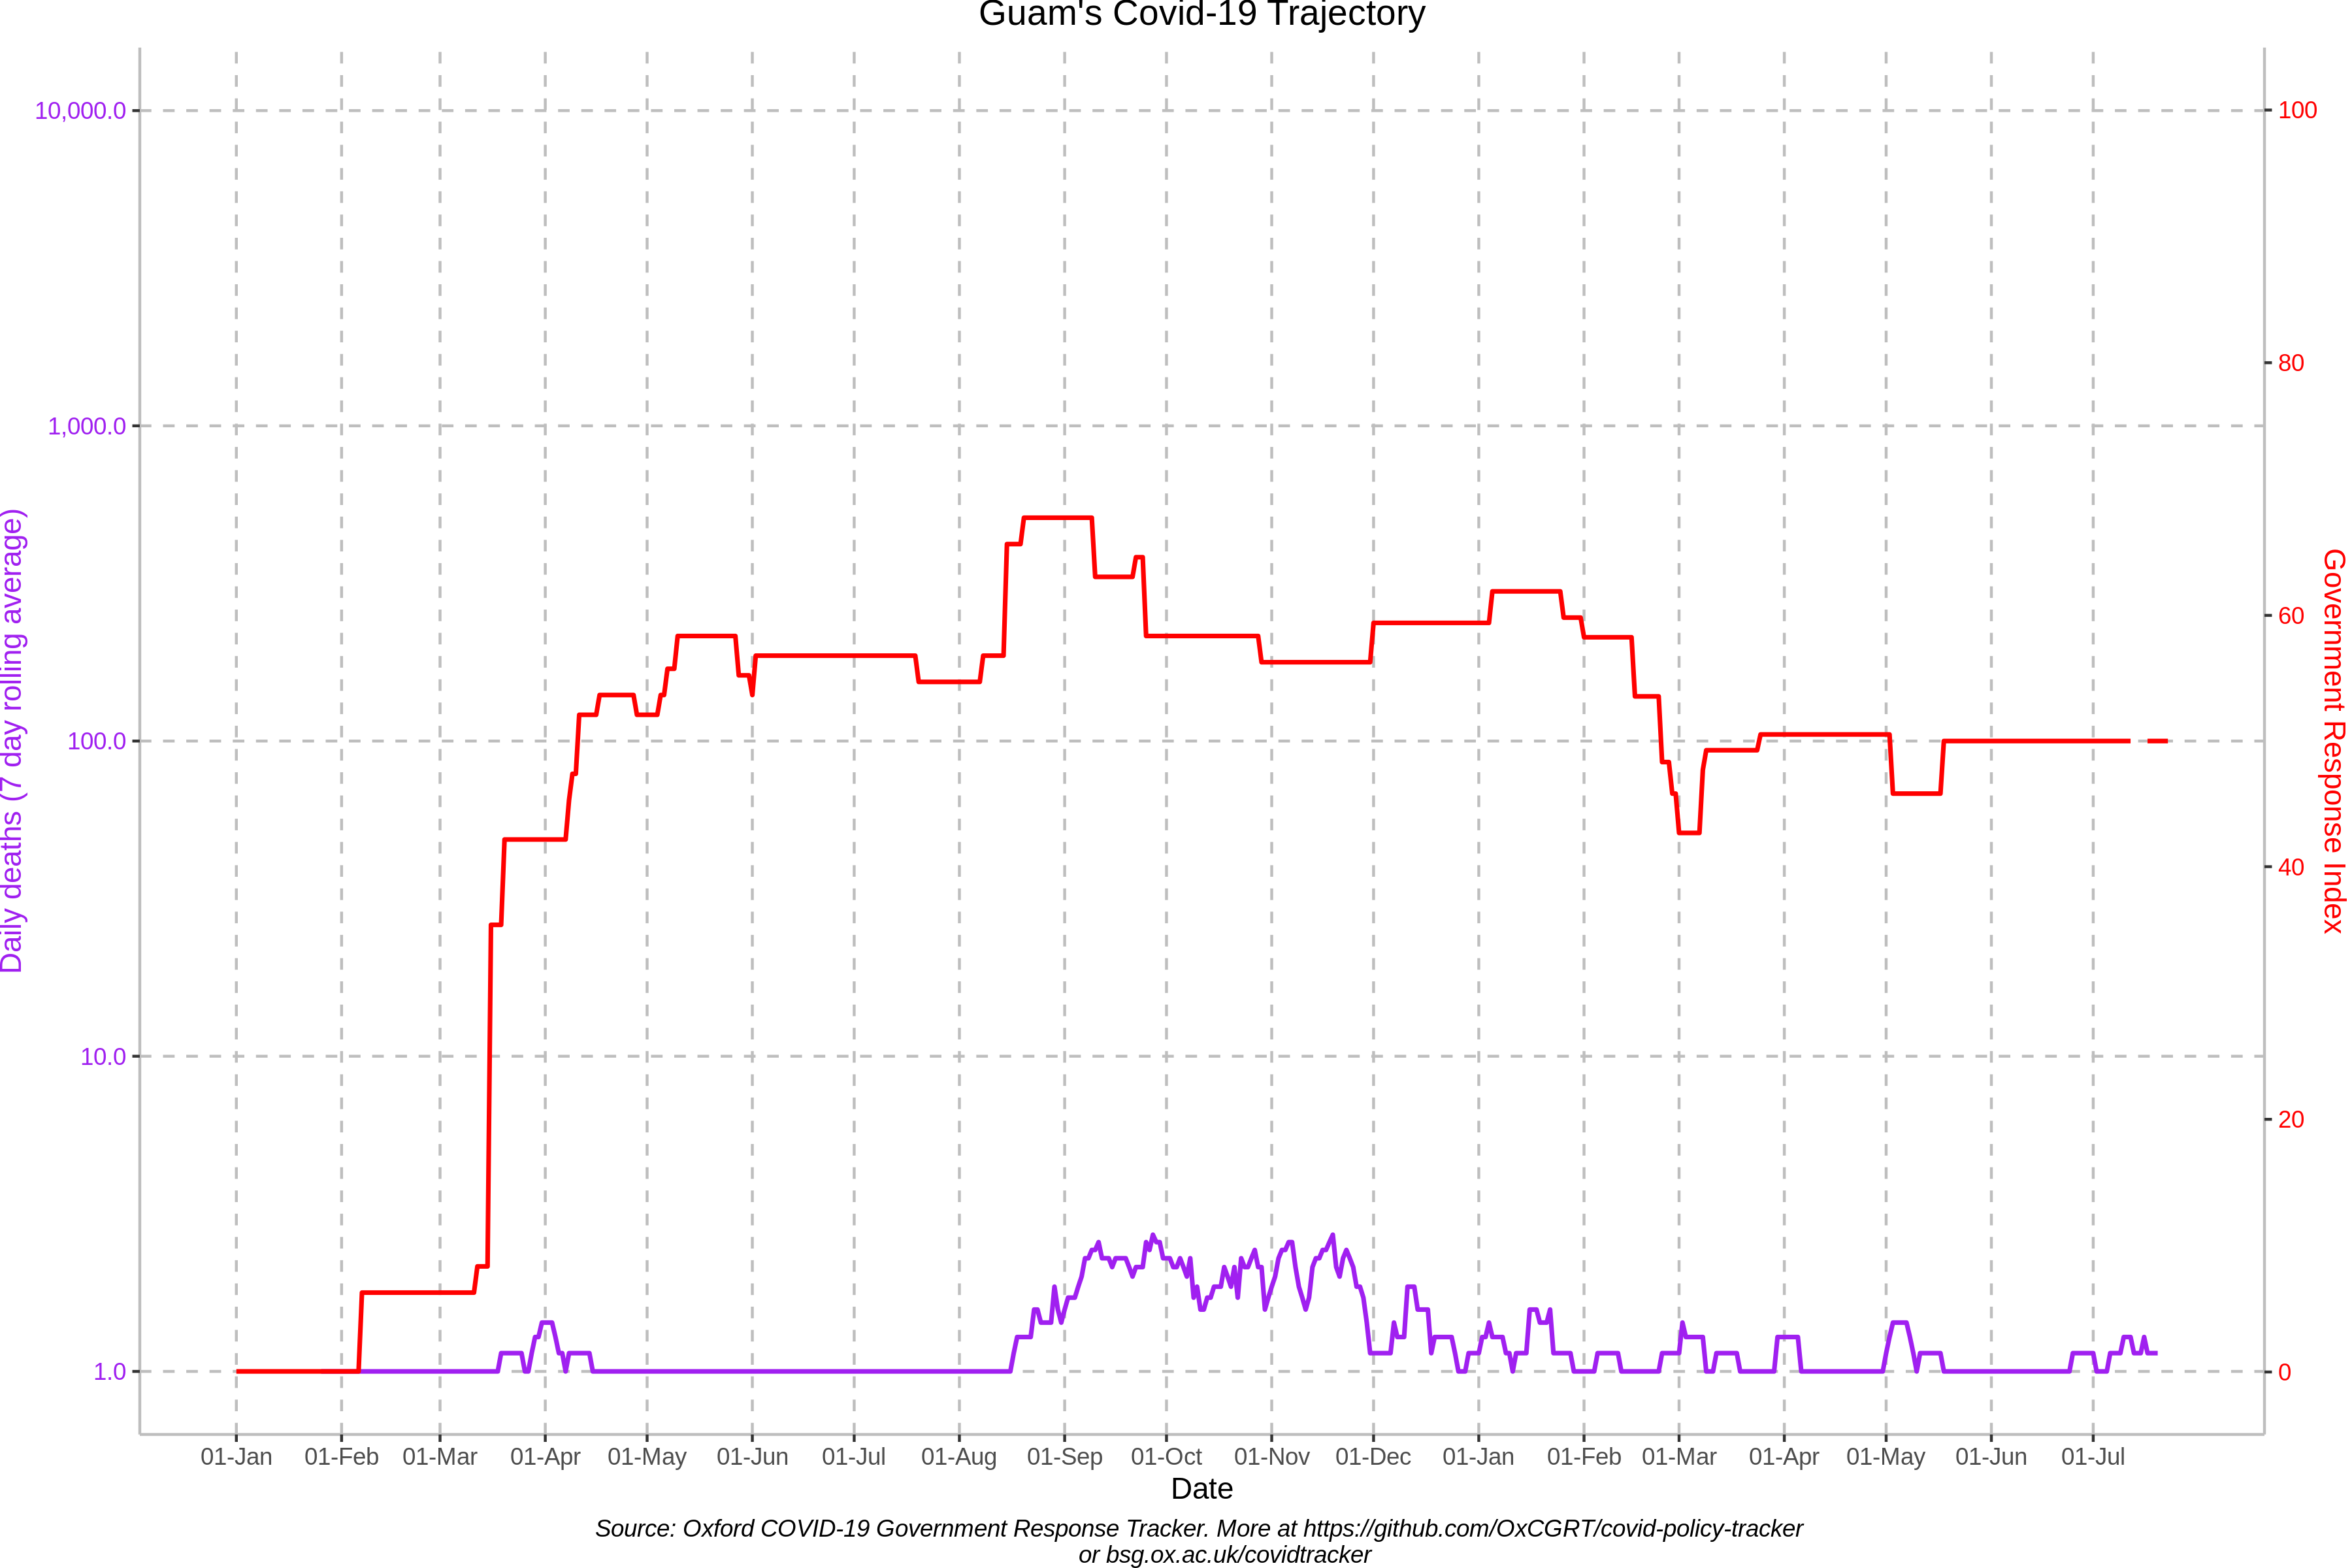 Guam's Covid-19 Trajectory
Daily deaths (7 day rolling average)
10,000.0
1,000.0
100.0
10.0
1.0
100
80
60
40
20
0
Government Response Index
01-Jan 01-Feb 01-Mar 01-Apr 01-May 01-Jun 01-Jul 01-Aug 01-Sep 01-Oct 01-Nov 01-Dec 01-Jan 01-Feb 01-Mar 01-Apr 01-May 01-Jun 01-Jul
Date
Source: Oxford COVID-19 Government Response Tracker. More at https://github.com/OxCGRT/covid-policy-tracker
or bsg.ox.ac.uk/covidtracker